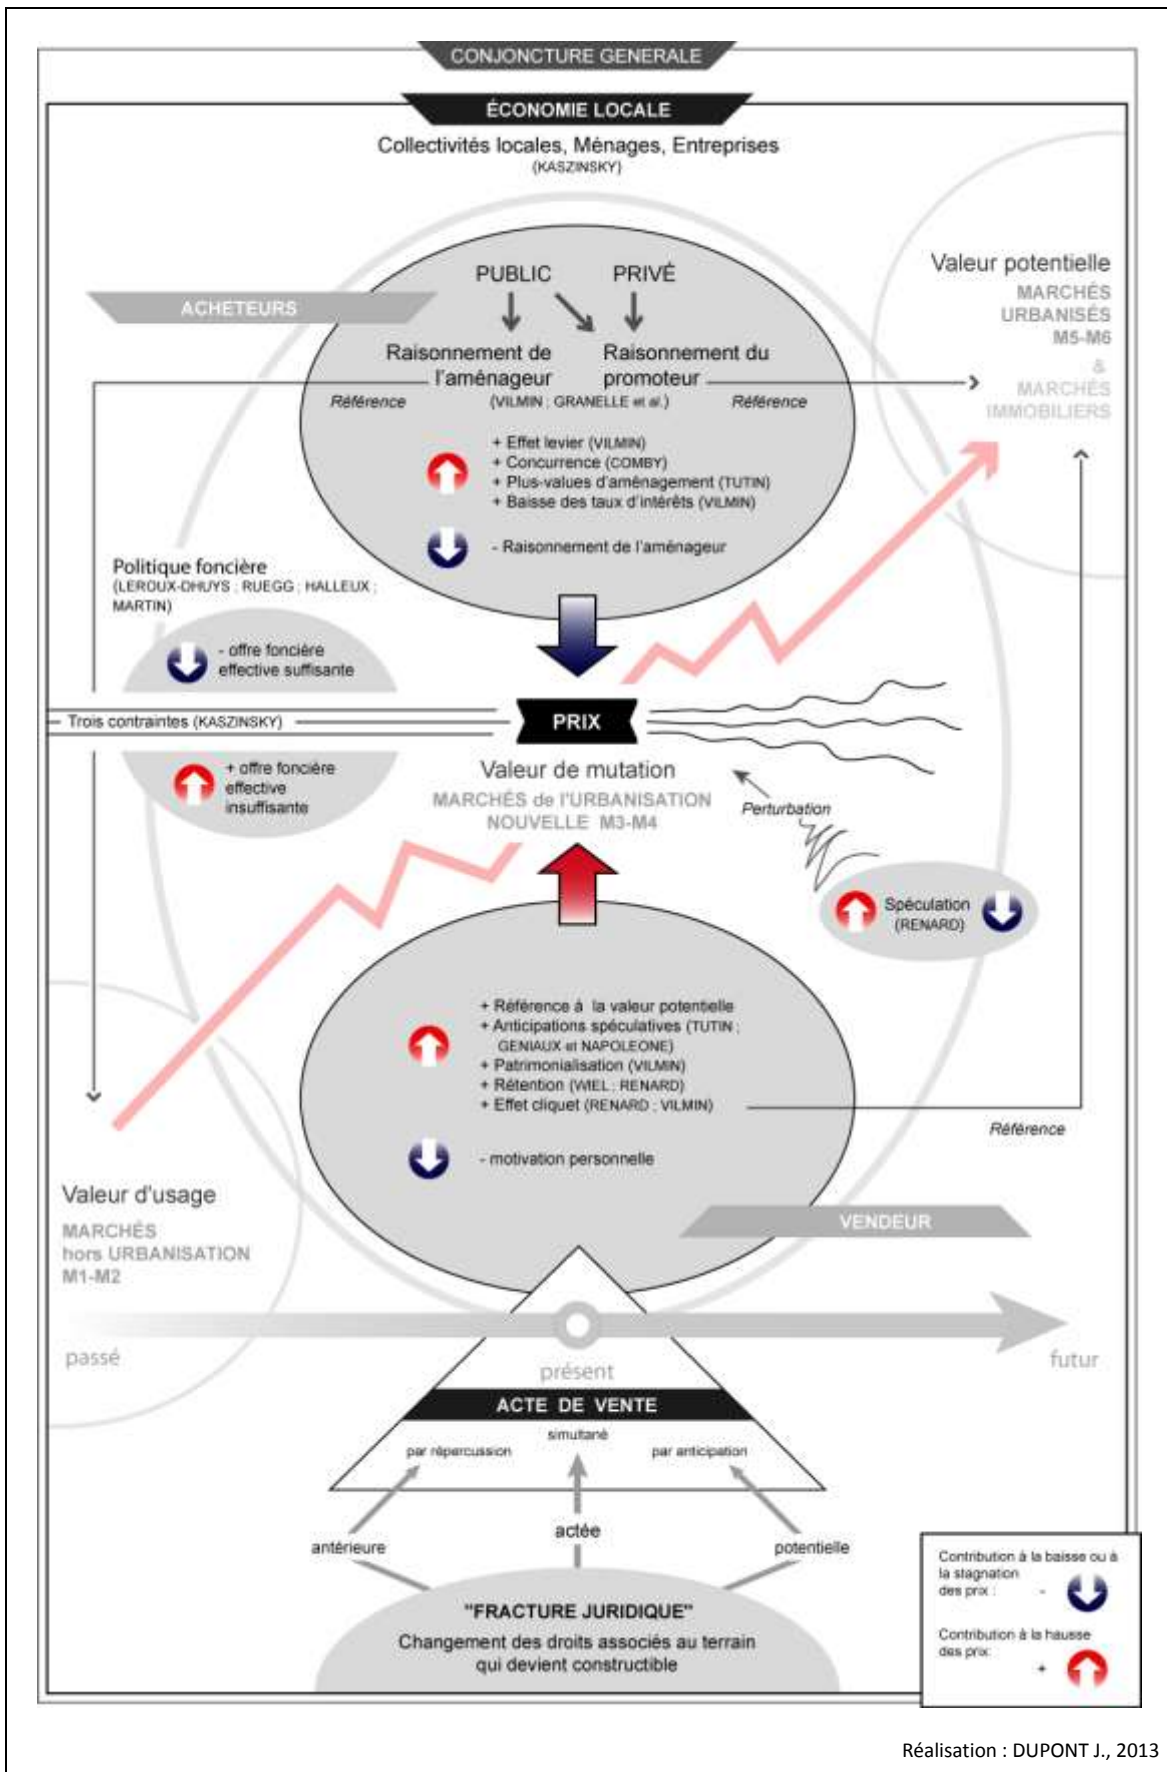 CONJONCTURE GENERALE
ÉCONOMIE LOCALE
Collectivités locales, Ménages, Entreprises
(KASZINSKY)
PUBLIC PRIVÉ
ACHETEURS
Raisonnement de
l'aménageur
Raisonnement du
promoteur
Référence
(VILMIN ; GRANELLE et al.)
Référence
+ Effet levier (VILMIN)
+ Concurrence (COMBY)
+ Plus-values d'aménagement (TUTIN)
+ Baisse des taux d'intérêts (VILMIN)
- Raisonnement de l'aménageur
Valeur potentielle
MARCHÉS
URBANISÉS
M5-M6
&
MARCHÉS
IMMOBILIERS
Politique foncière
(LEROUX-DHUYS ; RUEGG ; HALLEUX ;
MARTIN)
- offre foncière
effective suffisante
Trois contraintes (KASZINSKY)
+ offre foncière
effective
insuffisante
PRIX
Valeur de mutation
MARCHÉS de l'URBANISATION
NOUVELLE M3-M4
Perturbation
Spéculation
(RENARD)
+ Référence à la valeur potentielle
+ Anticipations spéculatives (TUTIN ;
GENIAUX et NAPOLEONE)
+ Patrimonialisation (VILMIN)
+ Rétention (WIEL ; RENARD)
+ Effet cliquet (RENARD ; VILMIN)
- motivation personnelle
Référence
Valeur d'usage
MARCHÉS
hors URBANISATION
M1-M2
VENDEUR
passé
présent
futur
ACTE DE VENTE
par répercussion
simultané
par anticipation
antérieure
actée
potentielle
"FRACTURE JURIDIQUE"
Changement des droits associés au terrain
qui devient constructible
Contribution à la baisse ou à
la stagnation
des prix : -
Contribution à la hausse
des prix:
+
Réalisation : DUPONT J., 2013